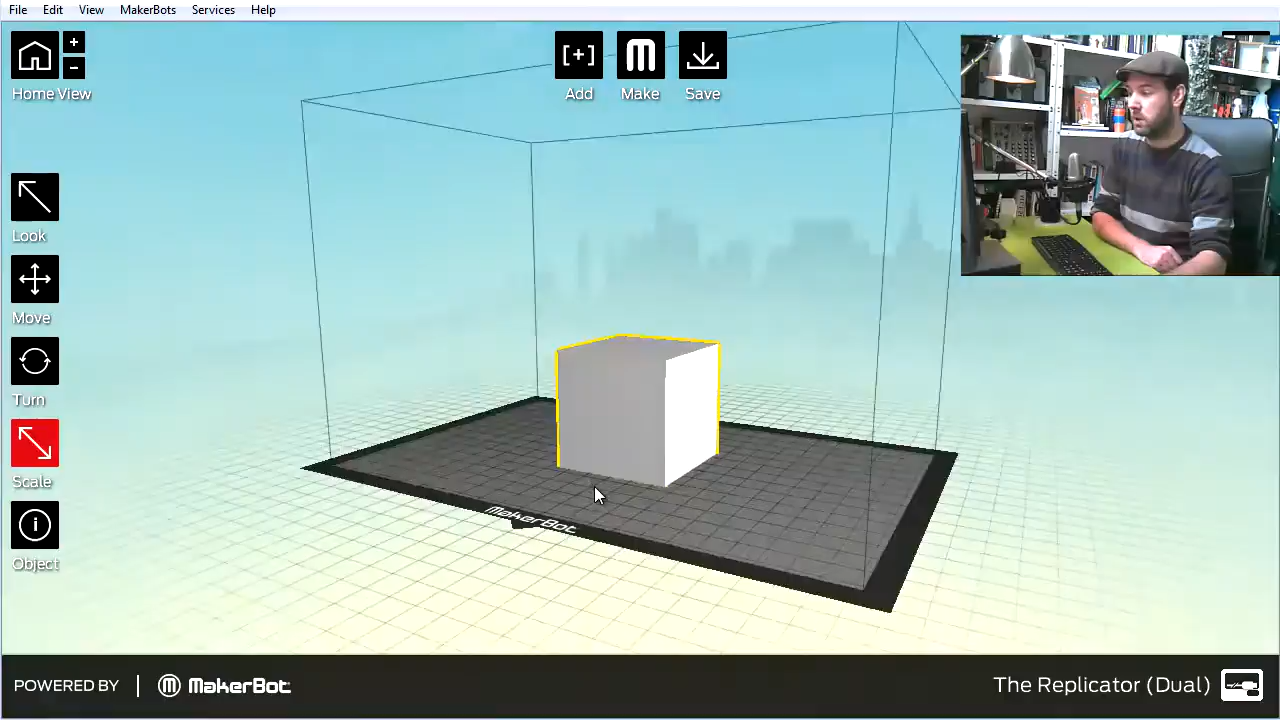 File Edit View MakerBots Services Help
+
-
Home View
[+] Add
M Make
Save
Look
Move
Turn
Scale
i
Object
MakerBot
POWERED BY | M MakerBot
The Replicator (Dual)